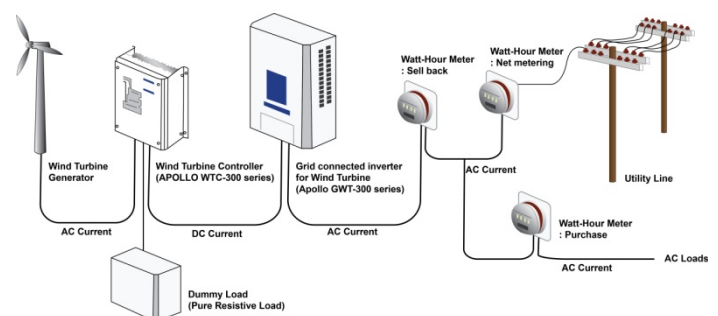 Watt-Hour Meter
: Sell back
Watt-Hour Meter
: Net metering
Wind Turbine
Generator
Wind Turbine Controller
(APOLLO WTC-300 series)
Grid connected inverter
for Wind Turbine
(Apollo GWT-300 series)
AC Current
Utility Line
AC Current
DC Current
AC Current
Watt-Hour Meter
: Purchase
AC Current
AC Loads
Dummy Load
(Pure Resistive Load)